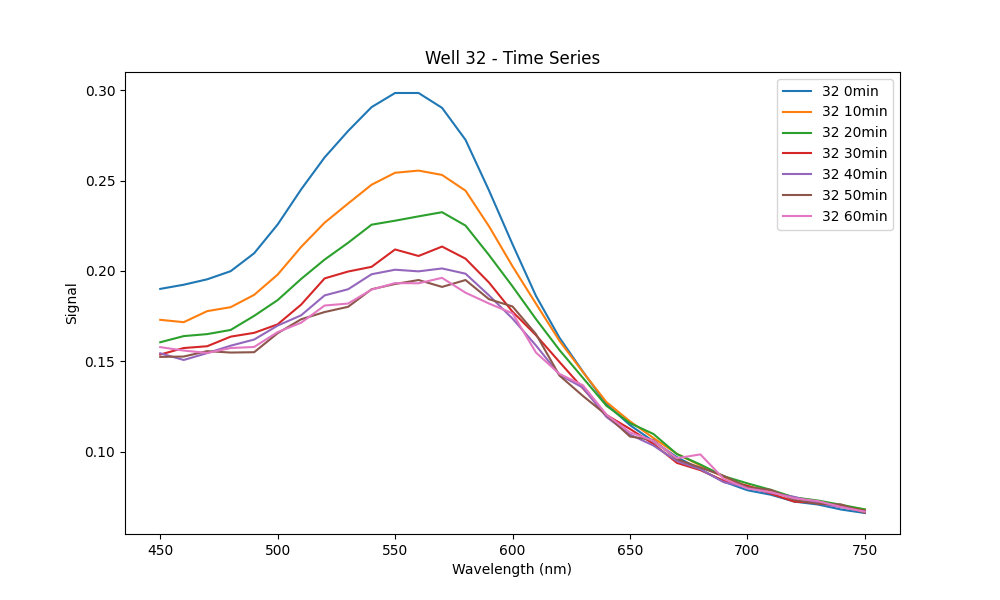 Well 32 - Time Series
Signal
0.30
0.25
0.20
0.15
0.10
450 500 550 600 650 700 750
Wavelength (nm)
32 0min
32 10min
32 20min
32 30min
32 40min
32 50min
32 60min